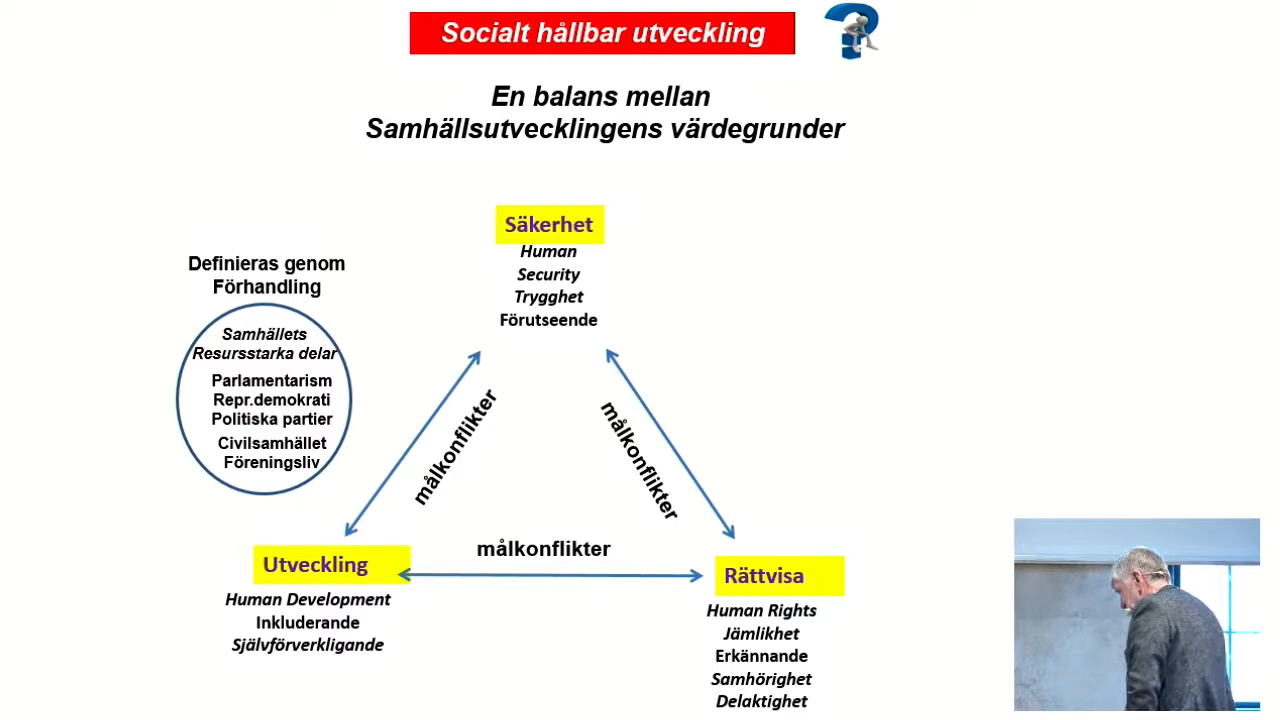 Socialt hållbar utveckling
En balans mellan
Samhällsutvecklingens värdegrunder
Säkerhet
Human
Security
Trygghet
Förutseende
Definieras genom
Förhandling
Samhällets
Resursstarka delar
Parlamentarism
Repr.demokrati
Politiska partier
Civilsamhället
Föreningsliv
målkonflikter
målkonflikter
målkonflikter
Utveckling
Human Development
Inkluderande
Självförverkligande
Rättvisa
Human Rights
Jämlikhet
Erkännande
Samhörighet
Delaktighet